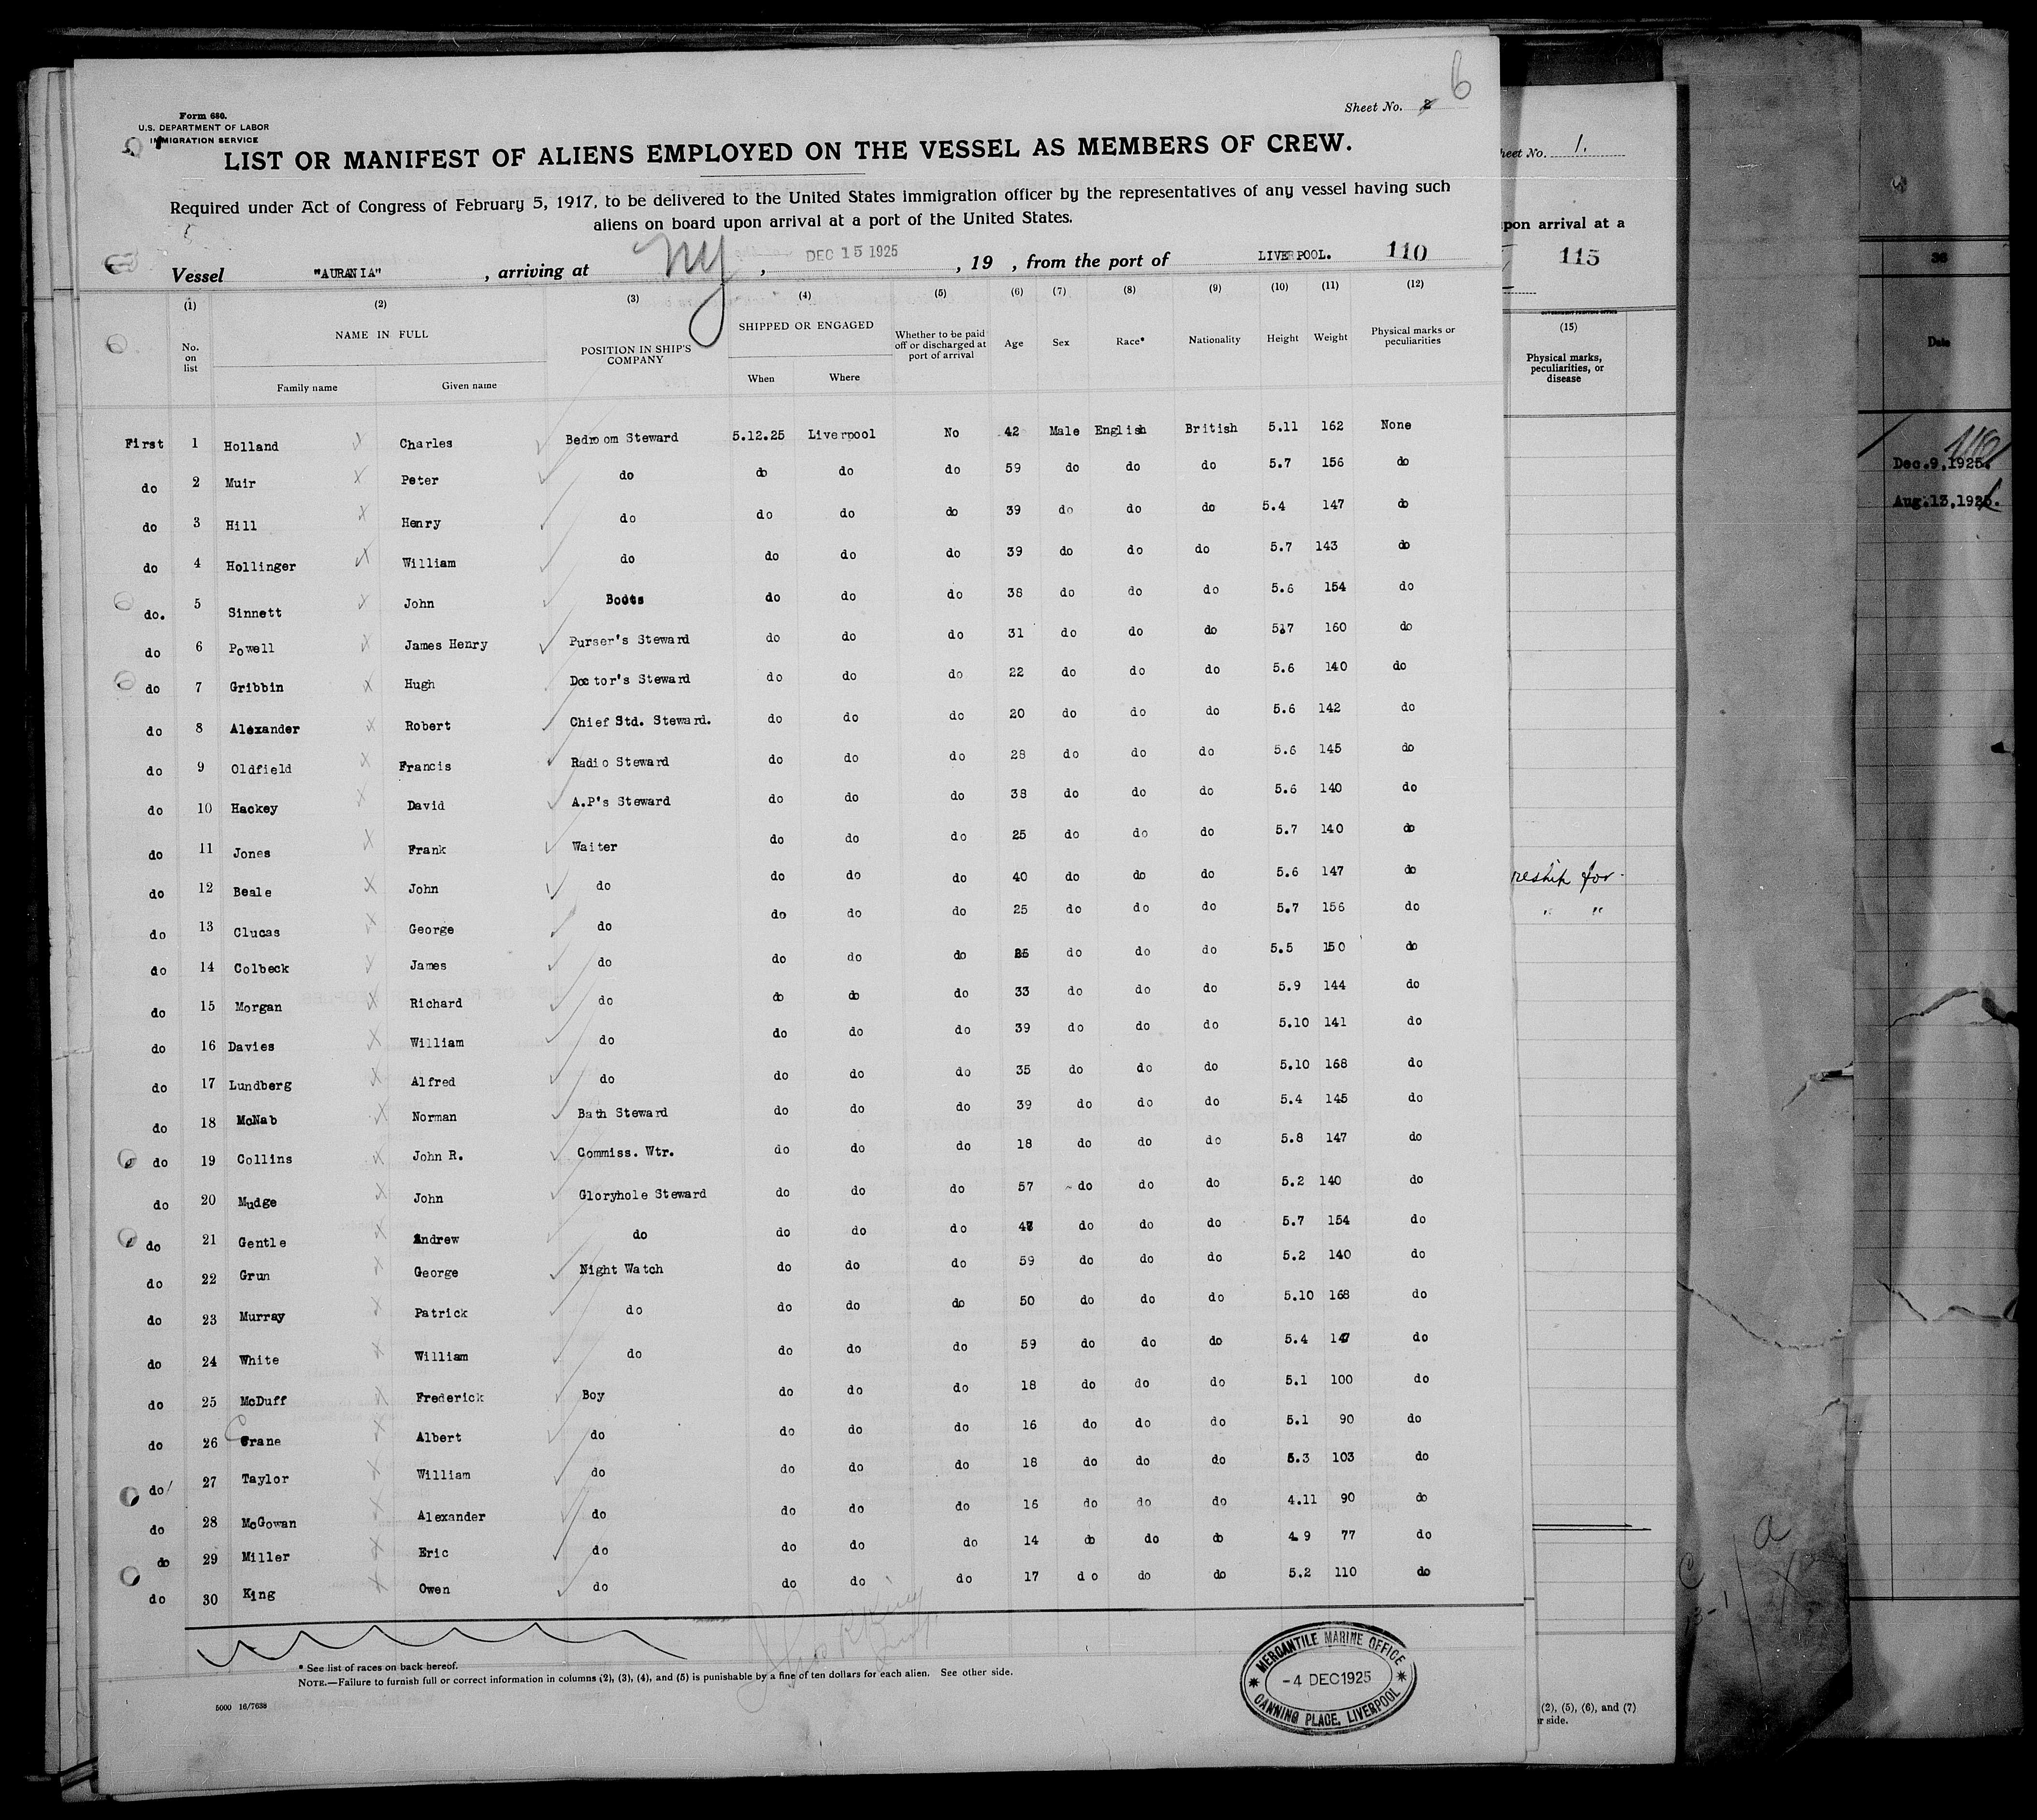 Form 680.
U.S. DEPARTMENT OF LABOR
IMMIGRATION SERVICE
Sheet No. 2 6
LIST OR MANIFEST OF ALIENS EMPLOYED ON THE VESSEL AS MEMBERS OF CREW.
Required under Act of Congress of February 5, 1917, to be delivered to the United States immigration officer by the representatives of any vessel having such
aliens on board upon arrival at a port of the United States.
Vessel "AURANIA" , arriving at NY , DEC 15 1925 , 19 , from the port of LIVERPOOL. 110
(1) (2) (3) (4) (5) (6) (7) (8) (9) (10) (11) (12)
No. on list NAME IN FULL Family name Given name POSITION IN SHIP'S COMPANY SHIPPED OR ENGAGED When Where Whether to be paid off or discharged at port of arrival Age Sex Race* Nationality Height Weight Physical marks or peculiarities
First 1 Holland Charles Bedroom Steward 5.12.25 Liverpool No 42 Male English British 5.11 162 None
do 2 Muir Peter do do do do 59 do do do 5.7 156 do
do 3 Hill Henry do do do do 39 do do do 5.4 147 do
do 4 Hollinger William do do do do 39 do do do 5.7 143 do
do. 5 Sinnett John Boots do do do 38 do do do 5.6 154 do
do 6 Powell James Henry Purser's Steward do do do 31 do do do 5.7 160 do
do 7 Gribbin Hugh Doctor's Steward do do do 22 do do do 5.6 140 do
do 8 Alexander Robert Chief Std. Steward. do do do 20 do do do 5.6 142 do
do 9 Oldfield Francis Radio Steward do do do 28 do do do 5.6 145 do
do 10 Hackey David A.P's Steward do do do 38 do do do 5.6 140 do
do 11 Jones Frank Waiter do do do 25 do do do 5.7 140 do
do 12 Beale John do do do do 40 do do do 5.6 147 do
do 13 Clucas George do do do do 25 do do do 5.7 156 do
do 14 Colbeck James do do do do do do do 5.5 150 do
do 15 Morgan Richard do do do do 33 do do do 5.9 144 do
do 16 Davies William do do do do 39 do do do 5.10 141 do
do 17 Lundberg Alfred do do do do 35 do do do 5.10 168 do
do 18 McNab Norman Bath Steward do do do 39 do do do 5.4 145 do
do 19 Collins John R. Commiss. Wtr. do do do 18 do do do 5.8 147 do
do 20 Mudge John Gloryhole Steward do do do 57 do do do 5.2 140 do
do 21 Gentle Andrew do do do do do do do 5.7 154 do
do 22 Grun George Night Watch do do do 59 do do do 5.2 140 do
do 23 Murray Patrick do do do do 50 do do do 5.10 168 do
do 24 White William do do do do 59 do do do 5.4 147 do
do 25 McDuff Frederick Boy do do do 18 do do do 5.1 100 do
do 26 Crane Albert do do do do 16 do do do 5.1 90 do
do 27 Taylor William do do do do 18 do do do 5.3 103 do
do 28 McGowan Alexander do do do do 16 do do do 4.11 90 do
do 29 Miller Eric do do do do 14 do do do 4.9 77 do
do 30 King Owen do do do do 17 do do do 5.2 110 do
* See list of races on back hereof.
NOTE.—Failure to furnish full or correct information in columns (2), (3), (4), and (5) is punishable by a fine of ten dollars for each alien. See other side.
5000 16/7638
MERCANTILE MARINE OFFICE
-4 DEC 1925
CANNING PLACE, LIVERPOOL
heet No. 1.
pon arrival at a
115
(15)
Physical marks, peculiarities, or disease
reship for
" "
(2), (5), (6), and (7)
r side.
36
Date
Dec.9,1925.
Aug.13,192